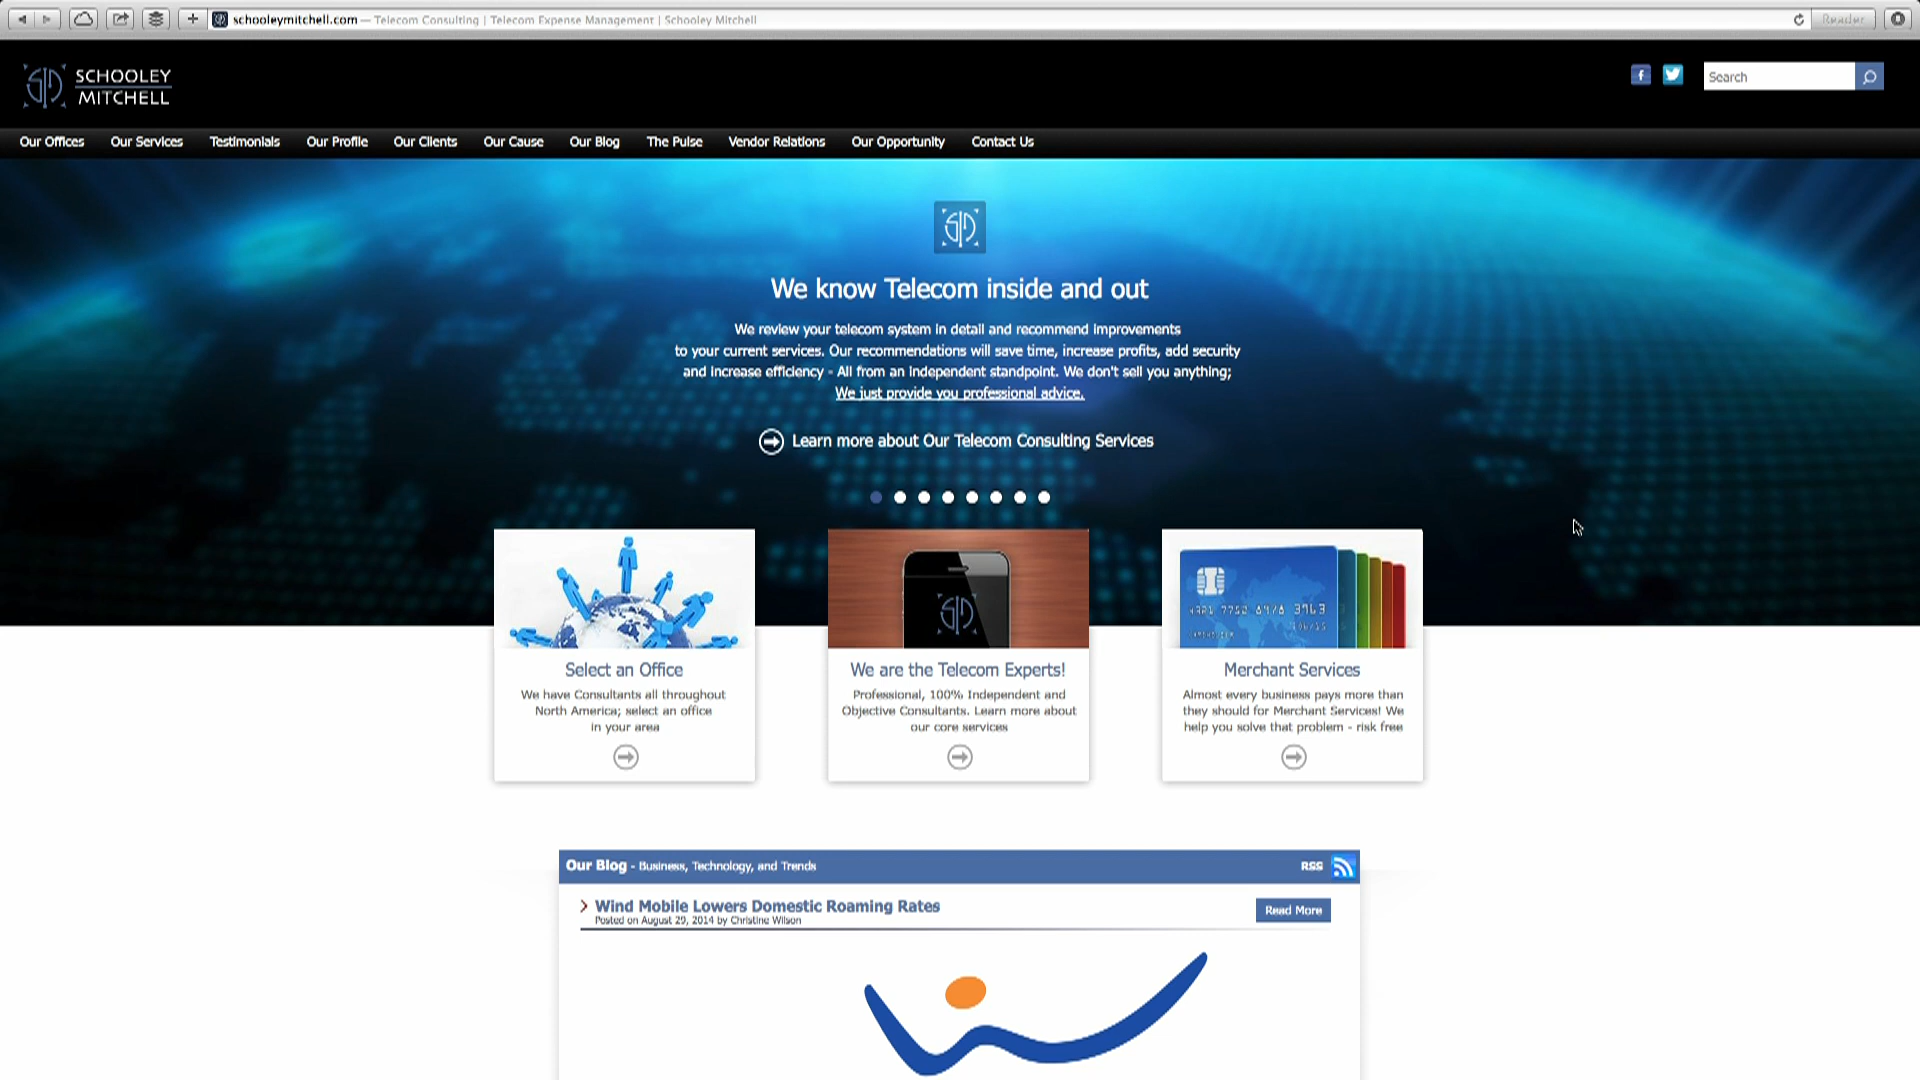 schooleymitchell.com — Telecom Consulting | Telecom Expense Management | Schooley Mitchell
Reader
SCHOOLEY
MITCHELL
Search
Our Offices Our Services Testimonials Our Profile Our Clients Our Cause Our Blog The Pulse Vendor Relations Our Opportunity Contact Us
We know Telecom inside and out
We review your telecom system in detail and recommend improvements
to your current services. Our recommendations will save time, increase profits, add security
and increase efficiency - All from an independent standpoint. We don't sell you anything;
We just provide you professional advice.
Learn more about Our Telecom Consulting Services
Select an Office
We have Consultants all throughout
North America; select an office
in your area
We are the Telecom Experts!
Professional, 100% Independent and
Objective Consultants. Learn more about
our core services
Merchant Services
Almost every business pays more than
they should for Merchant Services! We
help you solve that problem - risk free
Our Blog - Business, Technology, and Trends
RSS
Wind Mobile Lowers Domestic Roaming Rates
Posted on August 29, 2014 by Christine Wilson
Read More